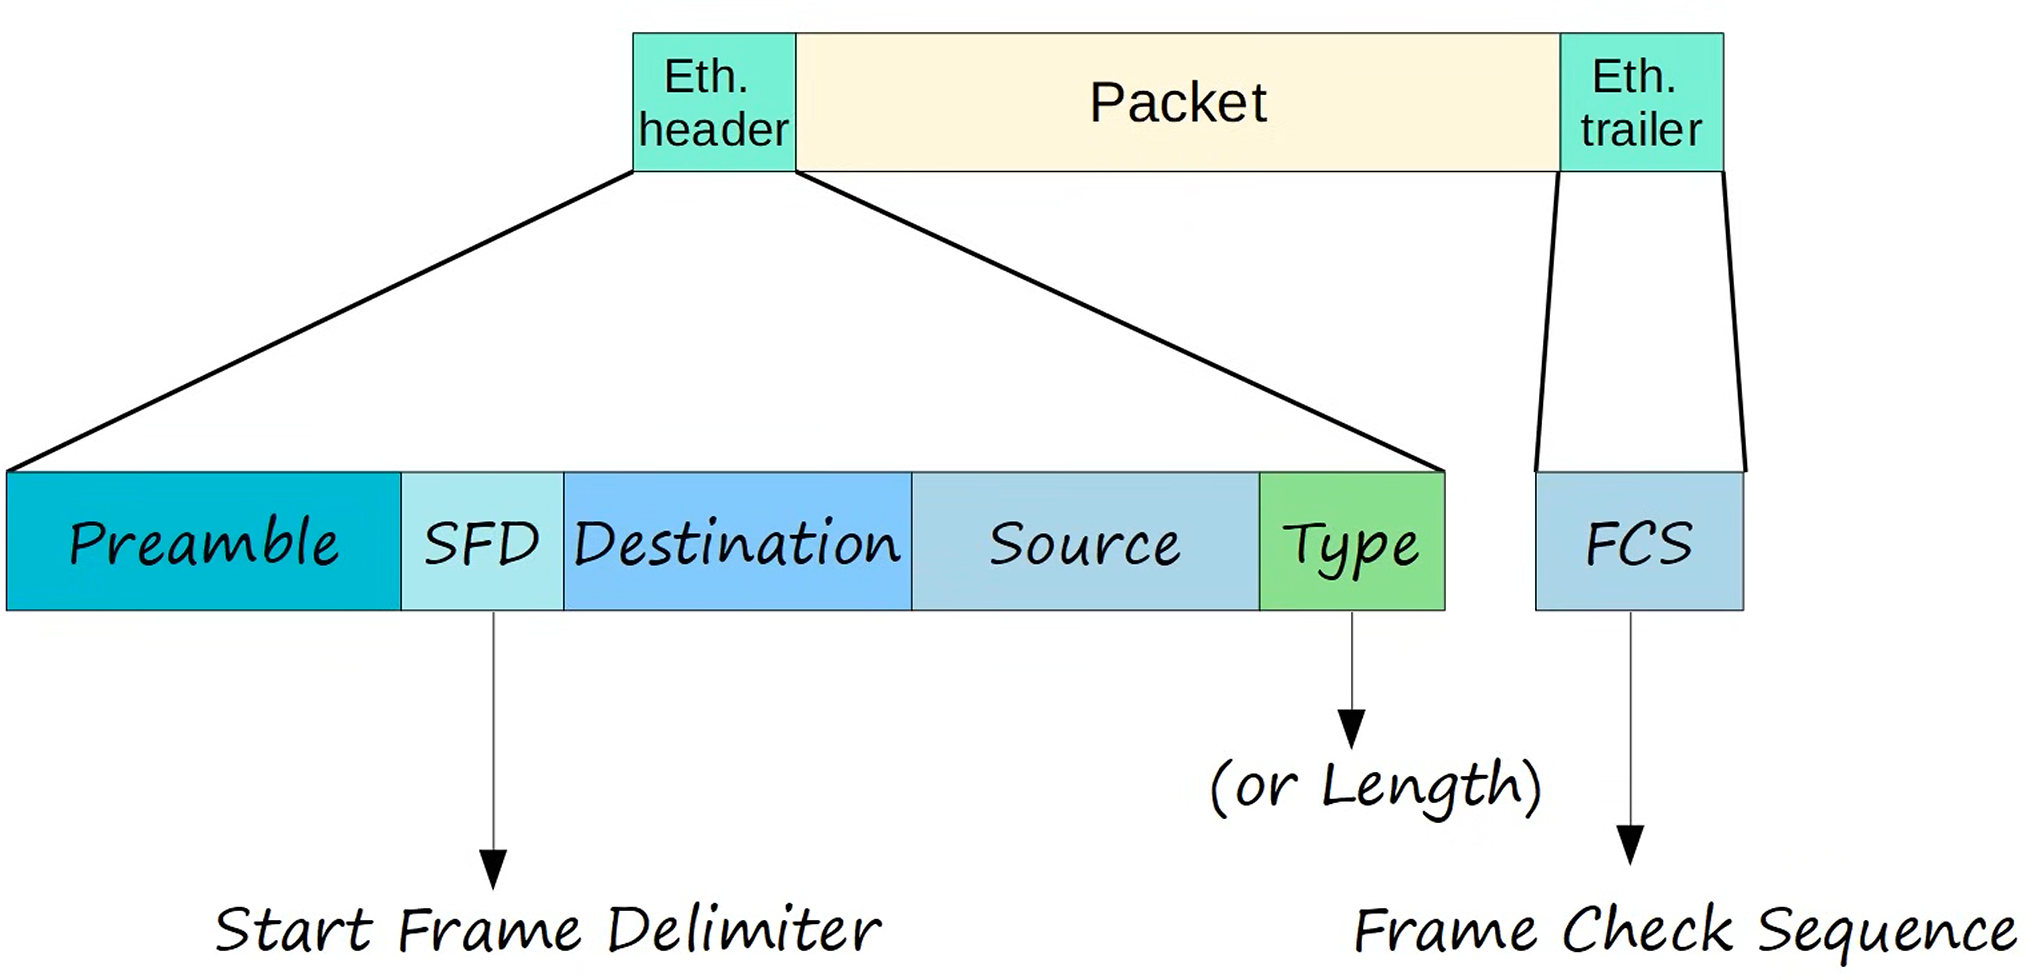 Eth.
header
Packet
Eth.
trailer
Preamble
SFD
Destination
Source
Type
FCS
(or Length)
Start Frame Delimiter
Frame Check Sequence